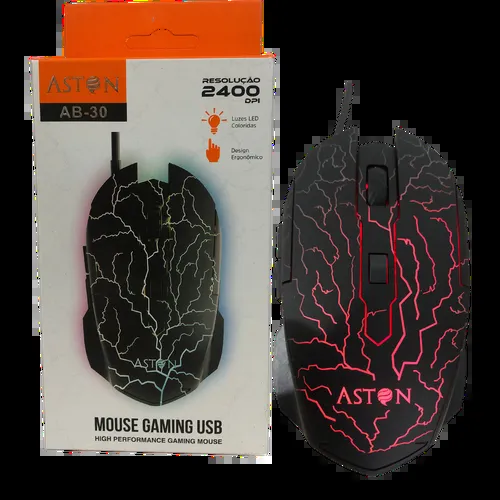 ASTON
AB-30
RESOLUÇÃO
2400
DPI
Luzes LED
Coloridas
Design
Ergonômico
ASTON
MOUSE GAMING USB
HIGH PERFORMANCE GAMING MOUSE
ASTON